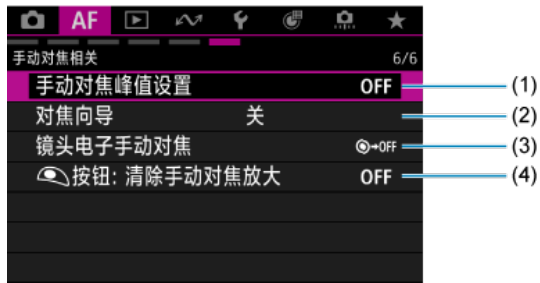 AF
手动对焦相关 6/6
手动对焦峰值设置 OFF (1)
对焦向导 关 (2)
镜头电子手动对焦 OFF (3)
按钮: 清除手动对焦放大 OFF (4)